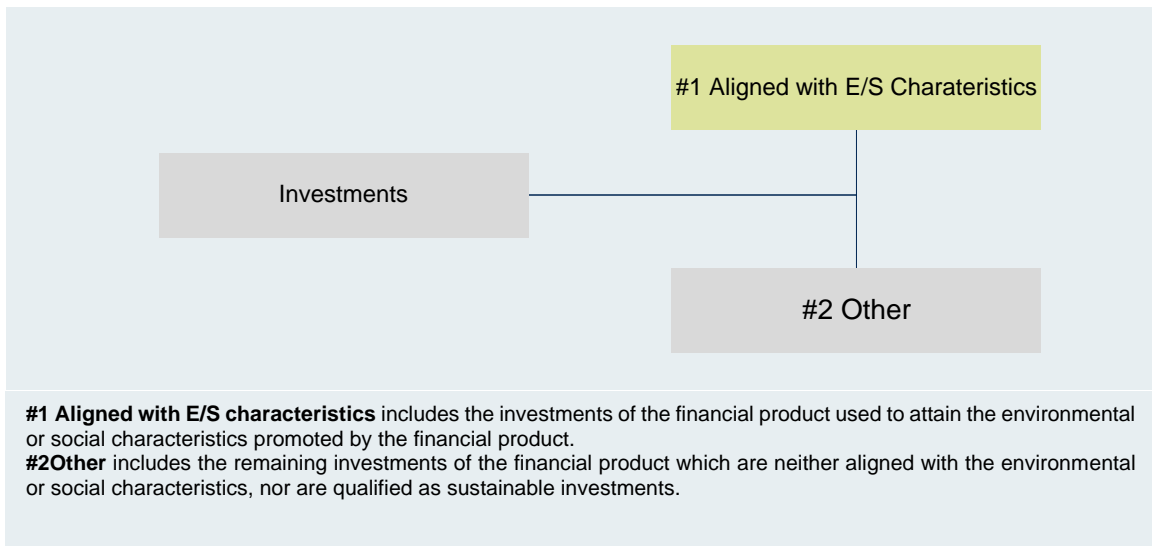 #1 Aligned with E/S Charateristics
Investments
#2 Other
#1 Aligned with E/S characteristics includes the investments of the financial product used to attain the environmental
or social characteristics promoted by the financial product.
#2Other includes the remaining investments of the financial product which are neither aligned with the environmental
or social characteristics, nor are qualified as sustainable investments.